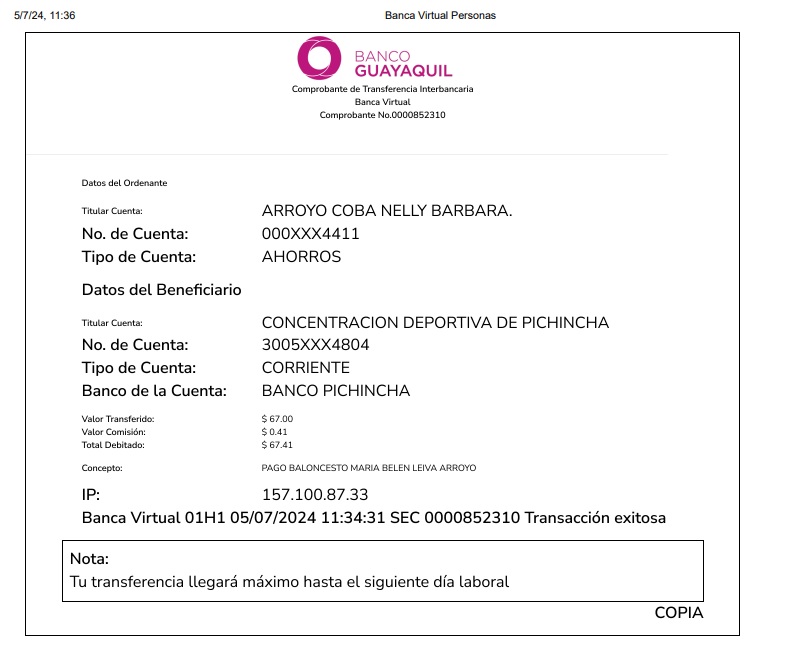 5/7/24, 11:36 Banca Virtual Personas
BANCO
GUAYAQUIL
Comprobante de Transferencia Interbancaria
Banca Virtual
Comprobante No.0000852310
Datos del Ordenante
Titular Cuenta: ARROYO COBA NELLY BARBARA.
No. de Cuenta: 000XXX4411
Tipo de Cuenta: AHORROS
Datos del Beneficiario
Titular Cuenta: CONCENTRACION DEPORTIVA DE PICHINCHA
No. de Cuenta: 3005XXX4804
Tipo de Cuenta: CORRIENTE
Banco de la Cuenta: BANCO PICHINCHA
Valor Transferido: $ 67.00
Valor Comisión: $ 0.41
Total Debitado: $ 67.41
Concepto: PAGO BALONCESTO MARIA BELEN LEIVA ARROYO
IP: 157.100.87.33
Banca Virtual 01H1 05/07/2024 11:34:31 SEC 0000852310 Transacción exitosa
Nota:
Tu transferencia llegará máximo hasta el siguiente día laboral
COPIA